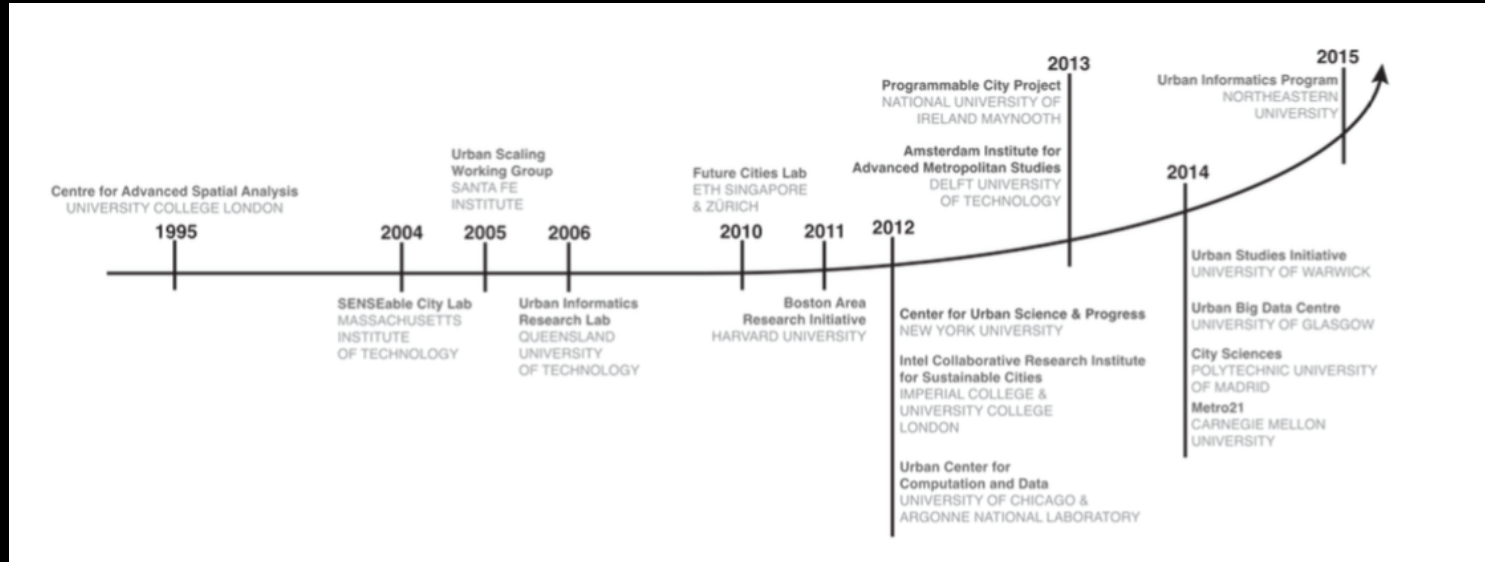 Centre for Advanced Spatial Analysis
UNIVERSITY COLLEGE LONDON
1995
2004
SENSEable City Lab
MASSACHUSETTS
INSTITUTE
OF TECHNOLOGY
Urban Scaling
Working Group
SANTA FE
INSTITUTE
2005
2006
Urban Informatics
Research Lab
QUEENSLAND
UNIVERSITY
OF TECHNOLOGY
Future Cities Lab
ETH SINGAPORE
& ZÜRICH
2010
2011
Boston Area
Research Initiative
HARVARD UNIVERSITY
2012
Center for Urban Science & Progress
NEW YORK UNIVERSITY
Intel Collaborative Research Institute
for Sustainable Cities
IMPERIAL COLLEGE &
UNIVERSITY COLLEGE
LONDON
Urban Center for
Computation and Data
UNIVERSITY OF CHICAGO &
ARGONNE NATIONAL LABORATORY
2013
Programmable City Project
NATIONAL UNIVERSITY OF
IRELAND MAYNOOTH
Amsterdam Institute for
Advanced Metropolitan Studies
DELFT UNIVERSITY
OF TECHNOLOGY
2014
Urban Studies Initiative
UNIVERSITY OF WARWICK
Urban Big Data Centre
UNIVERSITY OF GLASGOW
City Sciences
POLYTECHNIC UNIVERSITY
OF MADRID
Metro21
CARNEGIE MELLON
UNIVERSITY
2015
Urban Informatics Program
NORTHEASTERN
UNIVERSITY